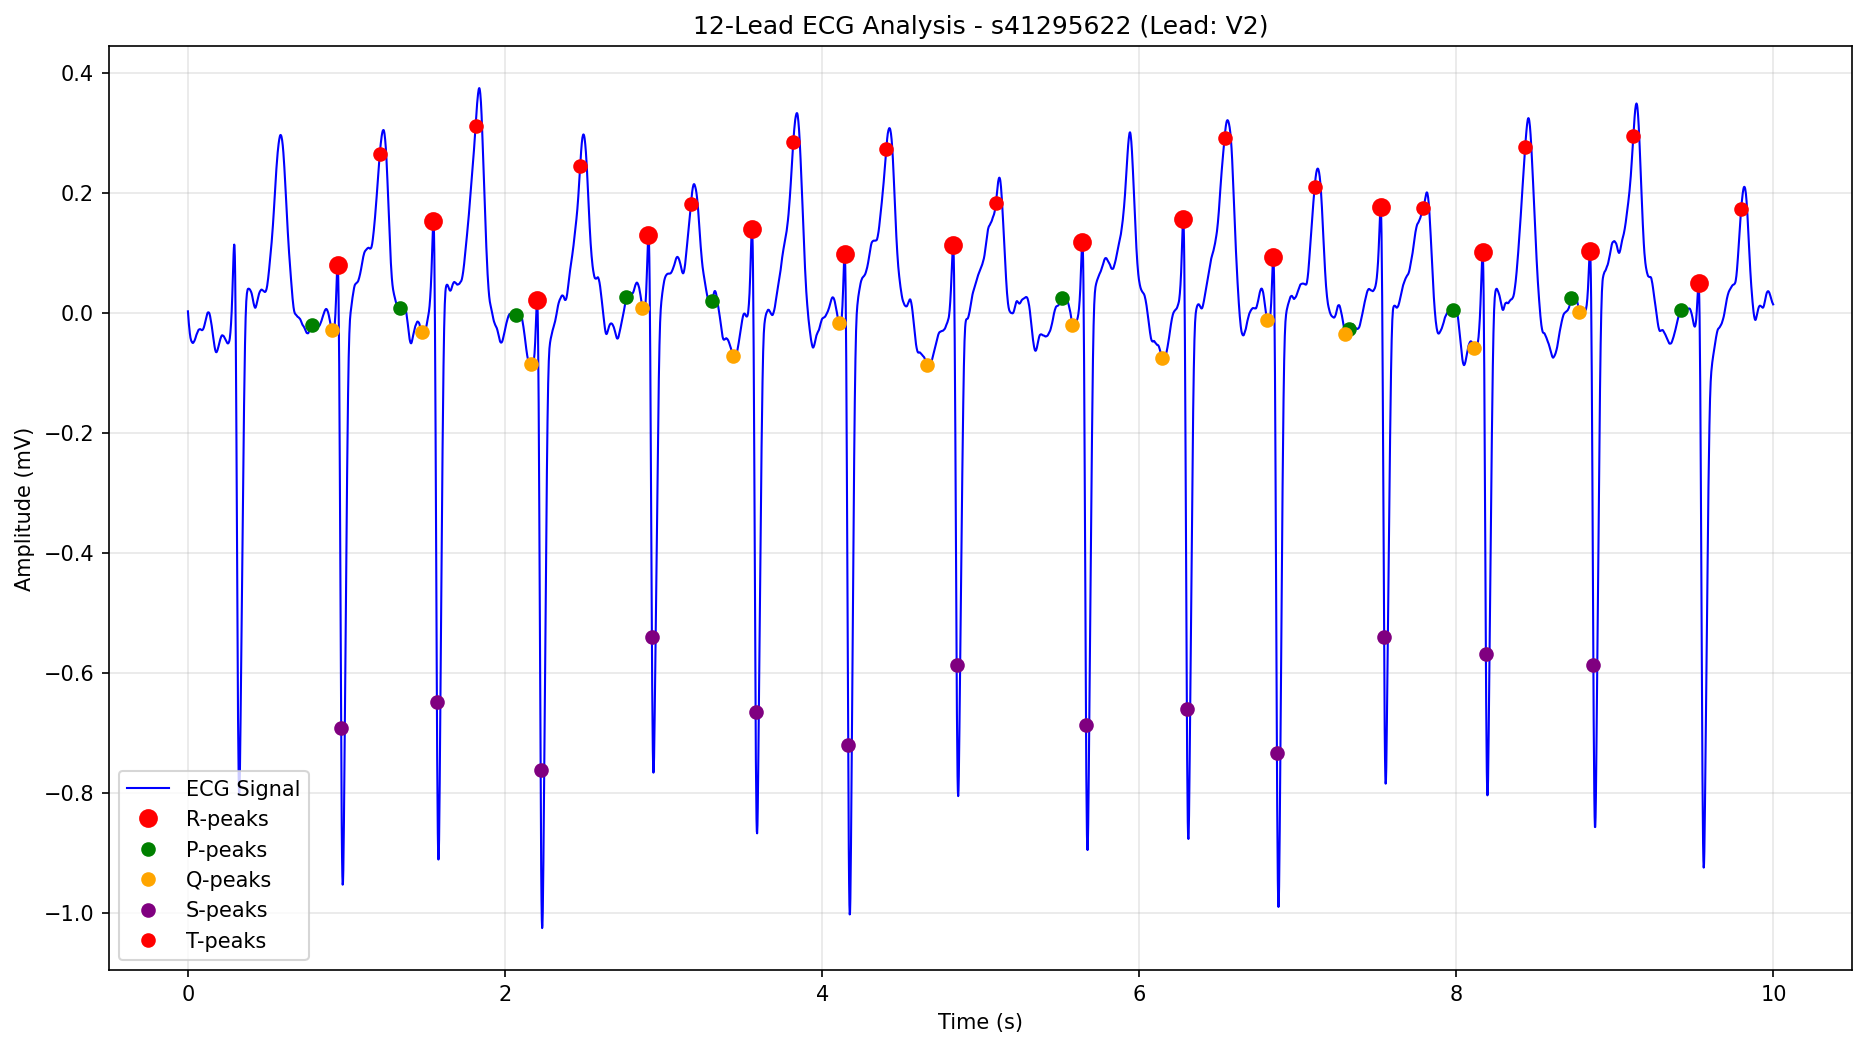 12-Lead ECG Analysis - s41295622 (Lead: V2)
Amplitude (mV)
0.4
0.2
0.0
−0.2
−0.4
−0.6
−0.8
−1.0
ECG Signal
R-peaks
P-peaks
Q-peaks
S-peaks
T-peaks
0 2 4 6 8 10
Time (s)